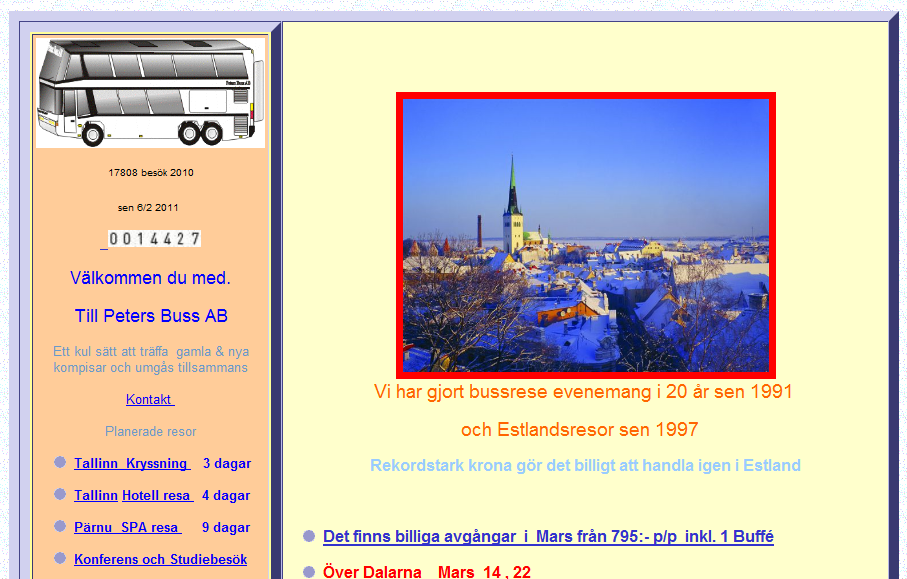 Peters Buss AB
17808 besök 2010
sen 6/2 2011
0014427
Välkommen du med.
Till Peters Buss AB
Ett kul sätt att träffa gamla & nya
kompisar och umgås tillsammans
Kontakt
Planerade resor
Tallinn Kryssning 3 dagar
Tallinn Hotell resa 4 dagar
Pärnu SPA resa 9 dagar
Konferens och Studiebesök
Vi har gjort bussrese evenemang i 20 år sen 1991
och Estlandsresor sen 1997
Rekordstark krona gör det billigt att handla igen i Estland
Det finns billiga avgångar i Mars från 795:- p/p inkl. 1 Buffé
Över Dalarna Mars 14 , 22